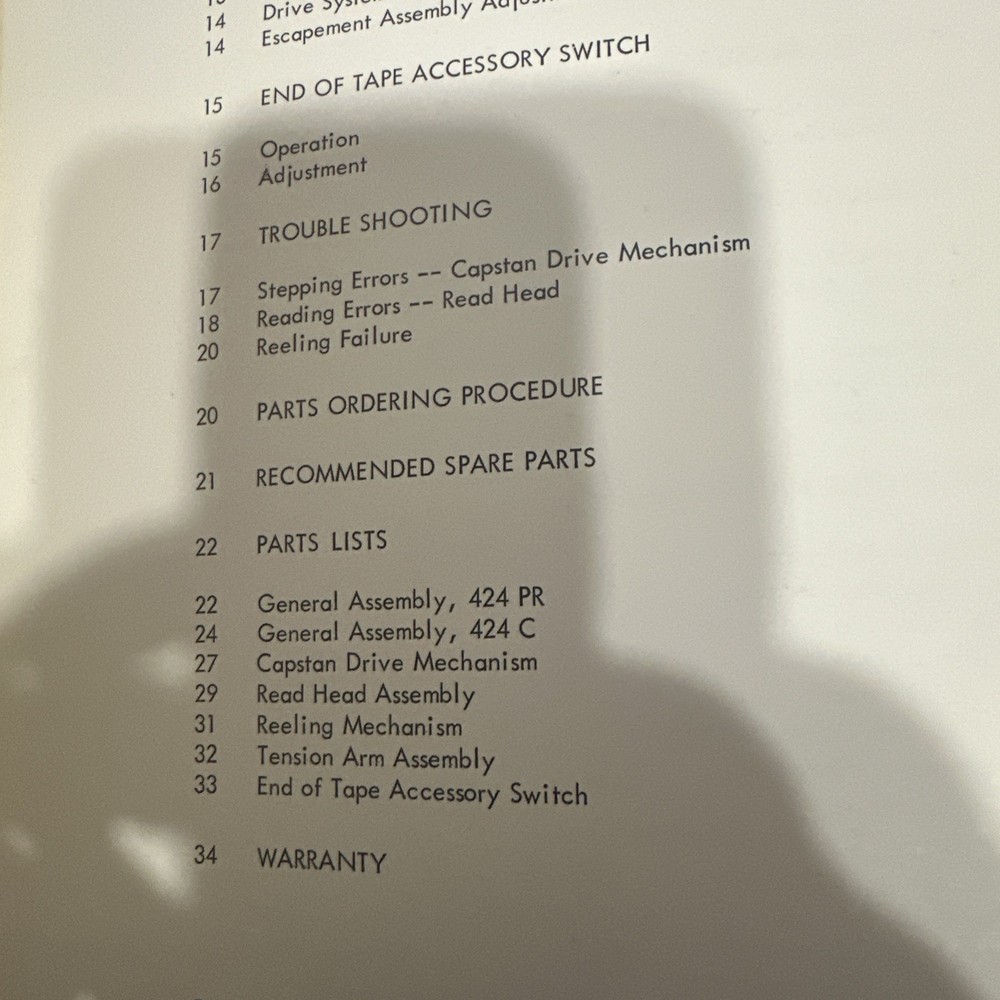 14 Drive
14 Escapement Assembly
15 END OF TAPE ACCESSORY SWITCH
15 Operation
16 Adjustment
17 TROUBLE SHOOTING
17 Stepping Errors -- Capstan Drive Mechanism
18 Reading Errors -- Read Head
20 Reeling Failure
20 PARTS ORDERING PROCEDURE
21 RECOMMENDED SPARE PARTS
22 PARTS LISTS
22 General Assembly, 424 PR
24 General Assembly, 424 C
27 Capstan Drive Mechanism
29 Read Head Assembly
31 Reeling Mechanism
32 Tension Arm Assembly
33 End of Tape Accessory Switch
34 WARRANTY